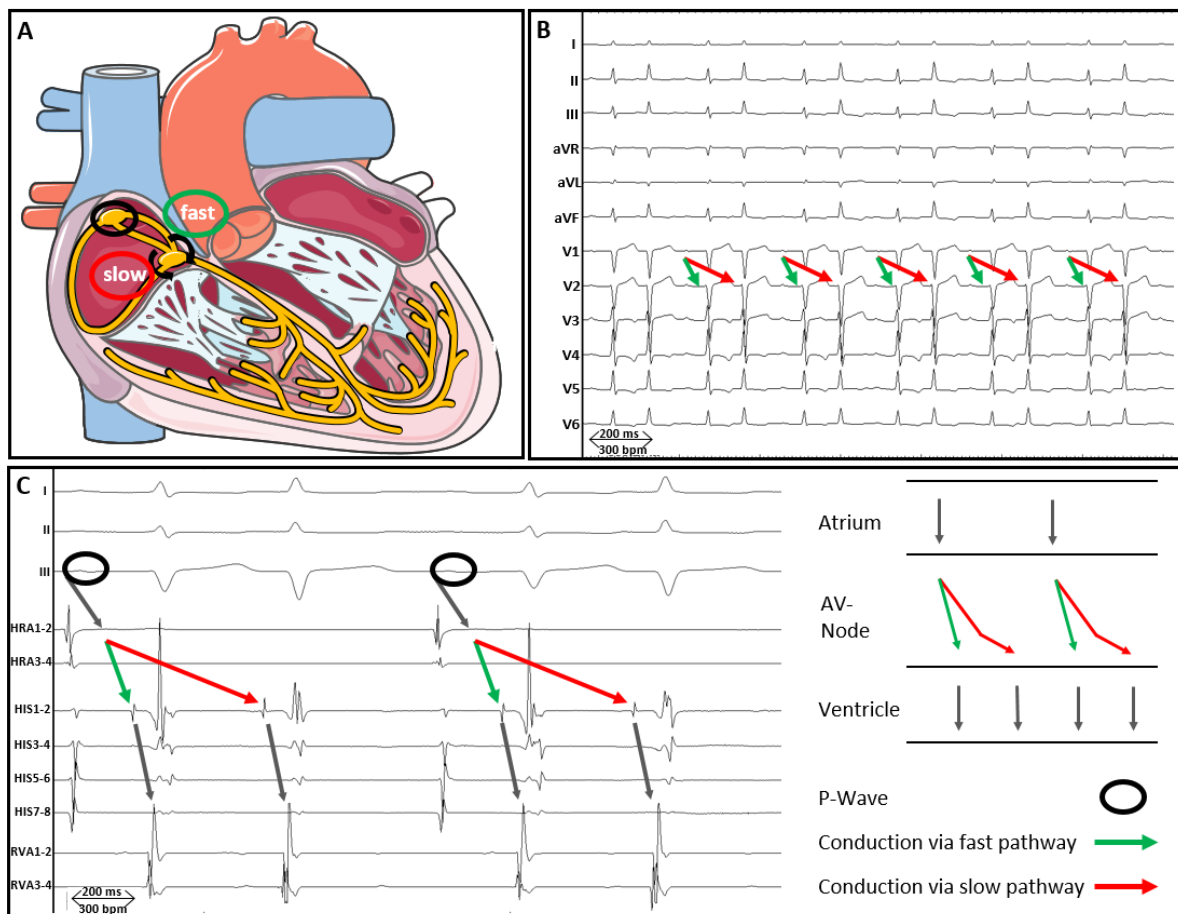 A
fast
slow
B
I
II
III
aVR
aVL
aVF
V1
V2
V3
V4
V5
V6
200 ms
300 bpm
C
I
II
III
HRA1-2
HRA3-4
HIS1-2
HIS3-4
HIS5-6
HIS7-8
RVA1-2
RVA3-4
200 ms
300 bpm
Atrium
AV-
Node
Ventricle
P-Wave
Conduction via fast pathway
Conduction via slow pathway